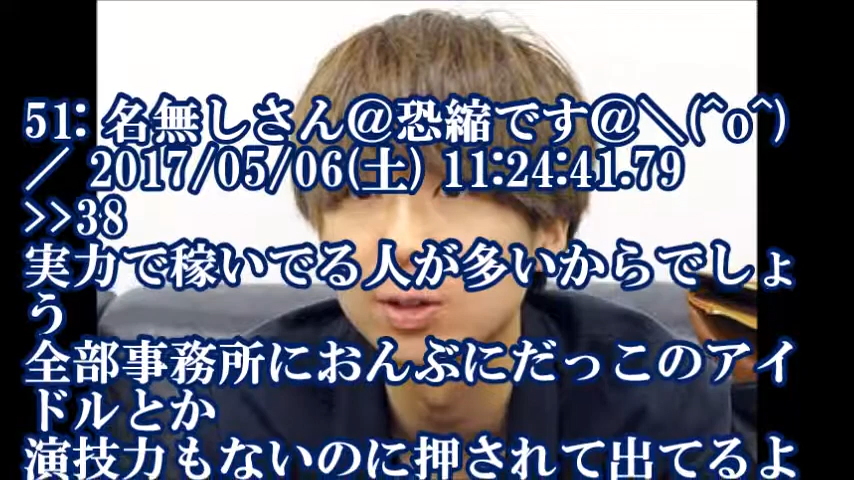 51: 名無しさん@恐縮です@＼(^o^)
／ 2017/05/06(土) 11:24:41.79
>>38
実力で稼いでる人が多いからでしょ
う
全部事務所におんぶにだっこのアイ
ドルとか
演技力もないのに押されて出てるよ